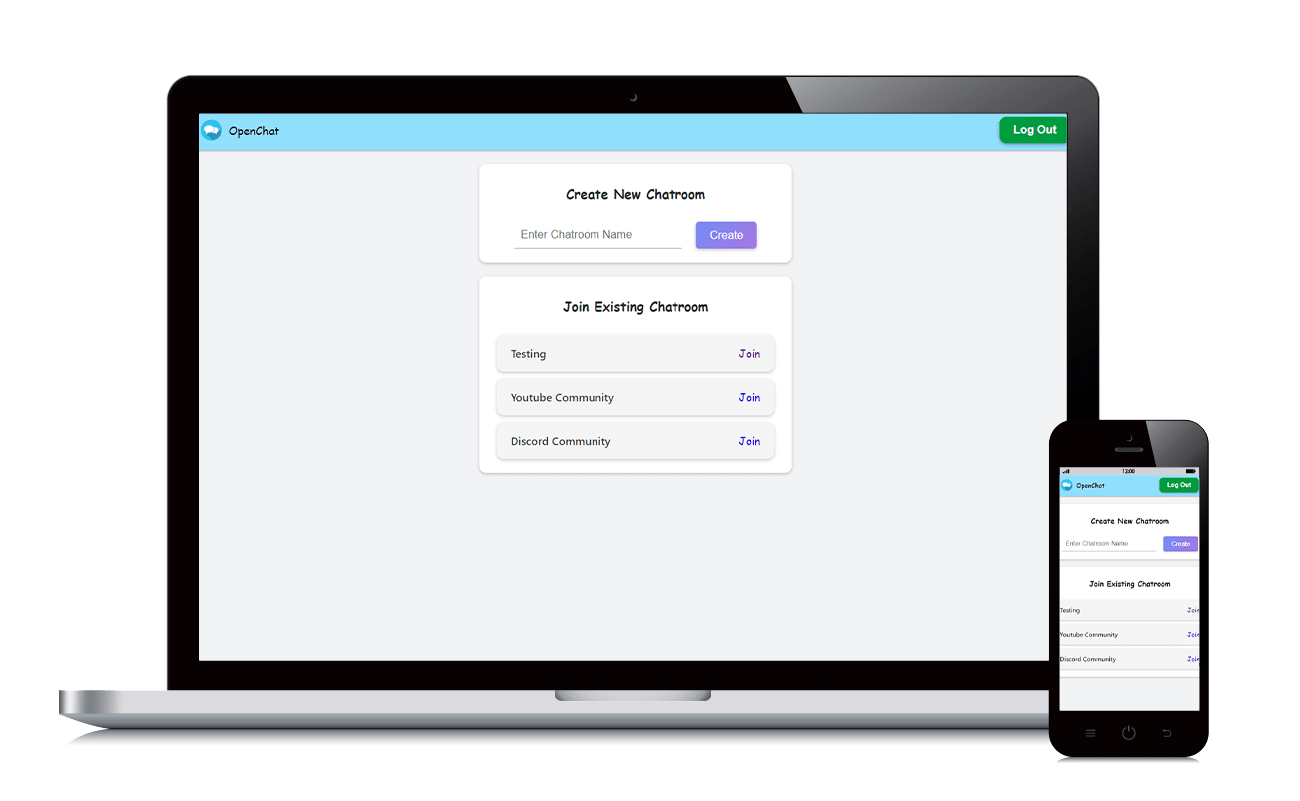 OpenChat
Log Out
Create New Chatroom
Enter Chatroom Name
Create
Join Existing Chatroom
Testing
Join
Youtube Community
Join
Discord Community
Join
12:00
OpenChat
Log Out
Create New Chatroom
Enter Chatroom Name
Create
Join Existing Chatroom
Testing
Join
Youtube Community
Join
Discord Community
Join